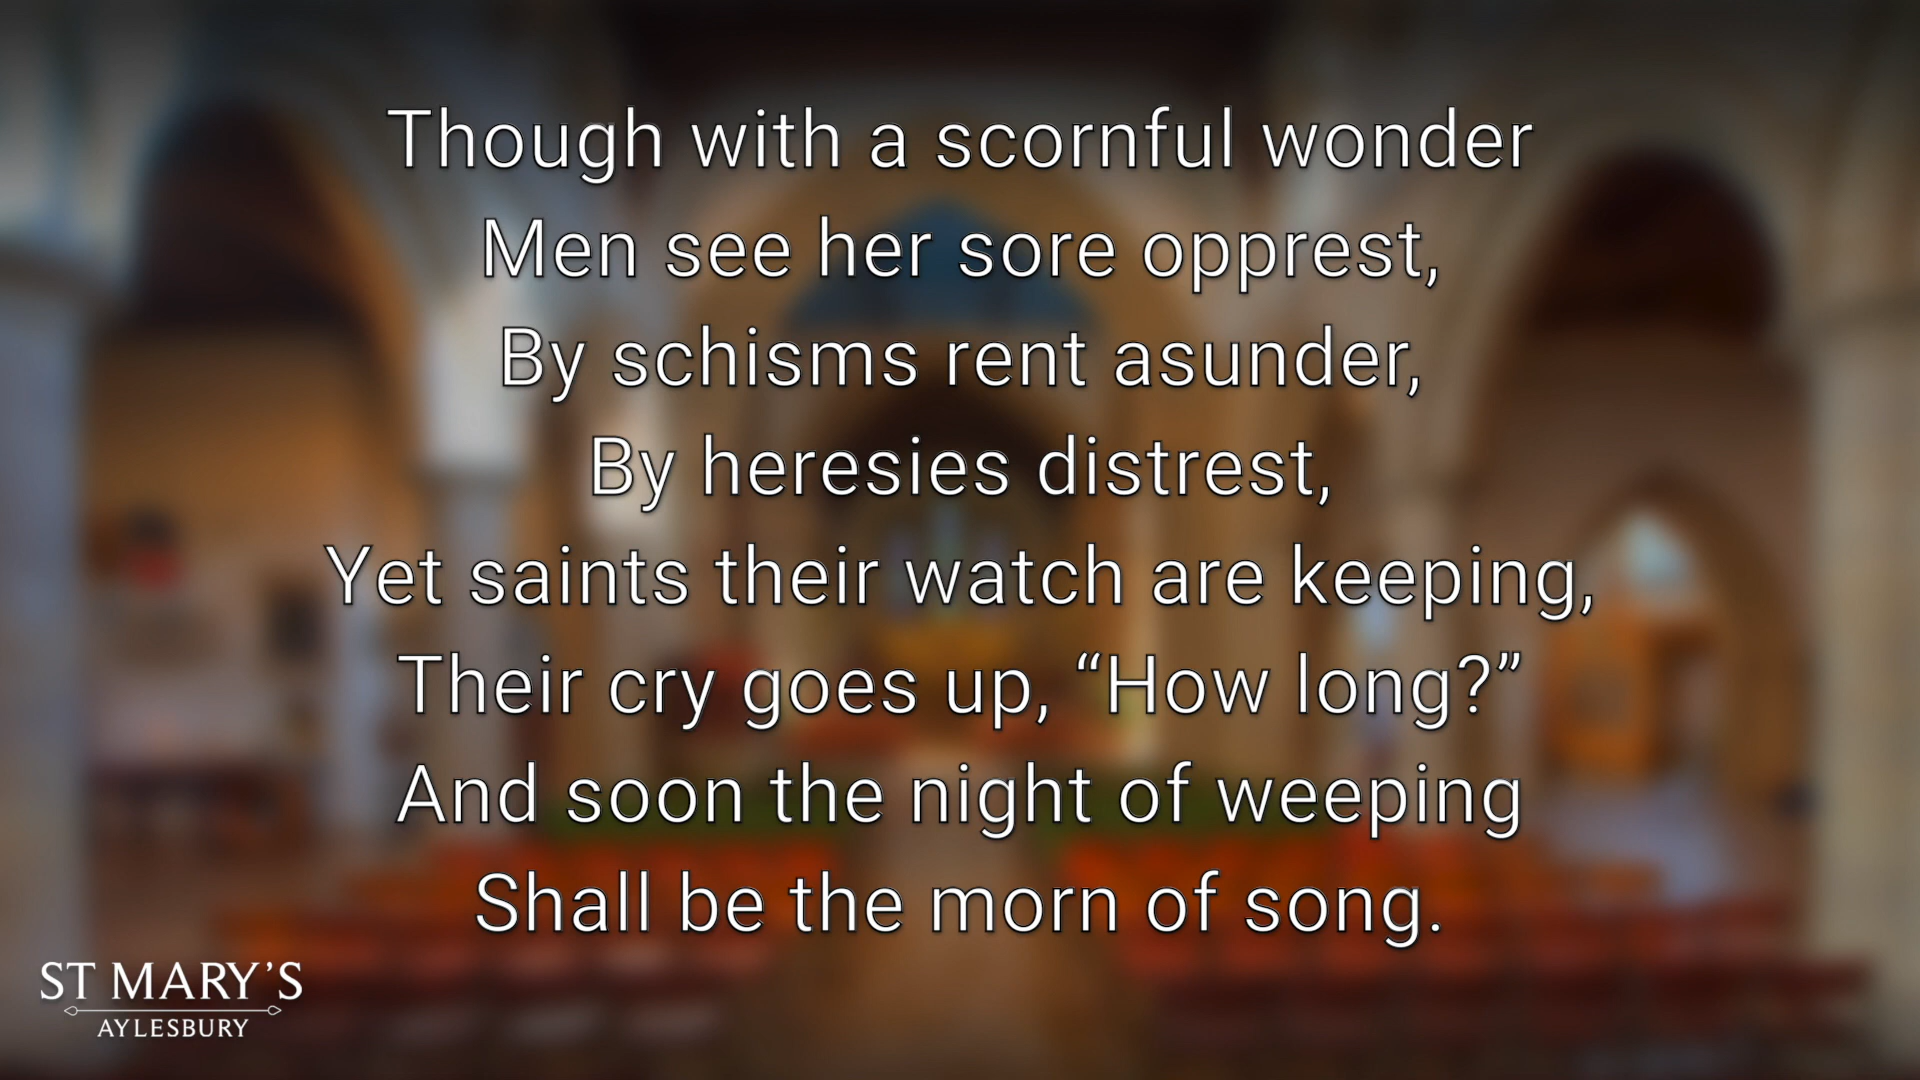 Though with a scornful wonder
Men see her sore opprest,
By schisms rent asunder,
By heresies distrest,
Yet saints their watch are keeping,
Their cry goes up, “How long?”
And soon the night of weeping
Shall be the morn of song.
ST MARY’S
AYLESBURY